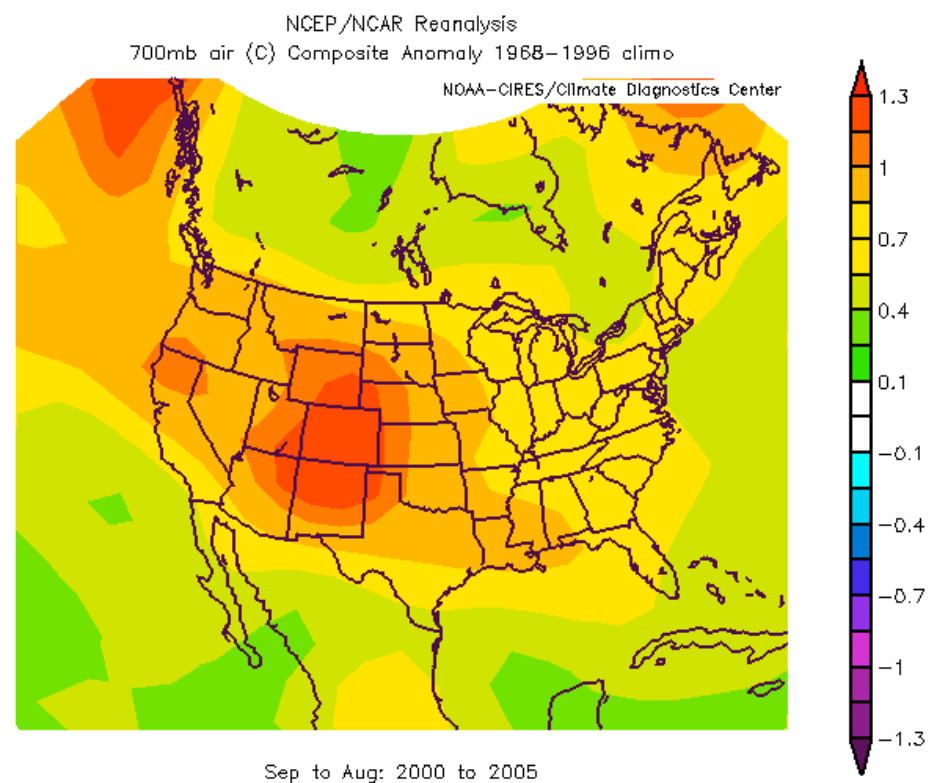 NCEP/NCAR Reanalysis
700mb air (C) Composite Anomaly 1968-1996 climo
NOAA-CIRES/Climate Diagnostics Center
1.3
1
0.7
0.4
0.1
-0.1
-0.4
-0.7
-1
-1.3
Sep to Aug: 2000 to 2005